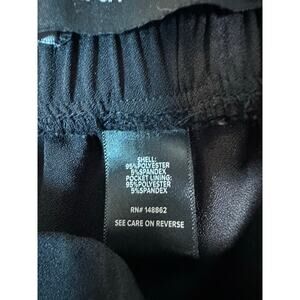 SHELL:
95%POLYESTER
5%SPANDEX
POCKET LINING:
95%POLYESTER
5%SPANDEX
RN# 148862
SEE CARE ON REVERSE